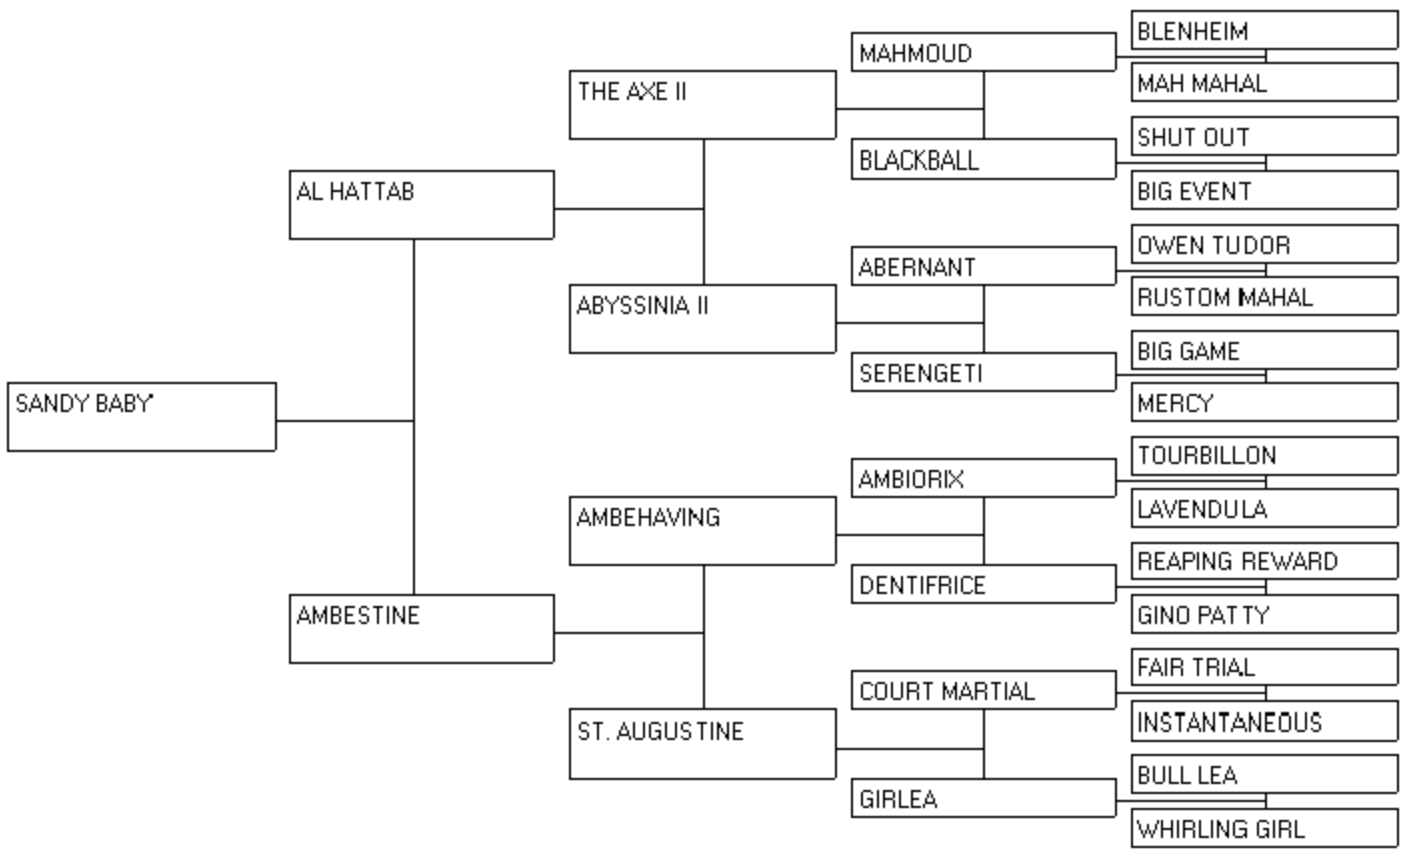 BLENHEIM
MAHMOUD
MAH MAHAL
THE AXE II
SHUT OUT
BLACKBALL
BIG EVENT
AL HATTAB
OWEN TUDOR
ABERNANT
RUSTOM MAHAL
ABYSSINIA II
BIG GAME
SERENGETI
MERCY
SANDY BABY'
TOURBILLON
AMBIORIX
LAVENDULA
AMBEHAVING
REAPING REWARD
DENTIFRICE
GINO PATTY
AMBESTINE
FAIR TRIAL
COURT MARTIAL
INSTANTANEOUS
ST. AUGUSTINE
BULL LEA
GIRLEA
WHIRLING GIRL